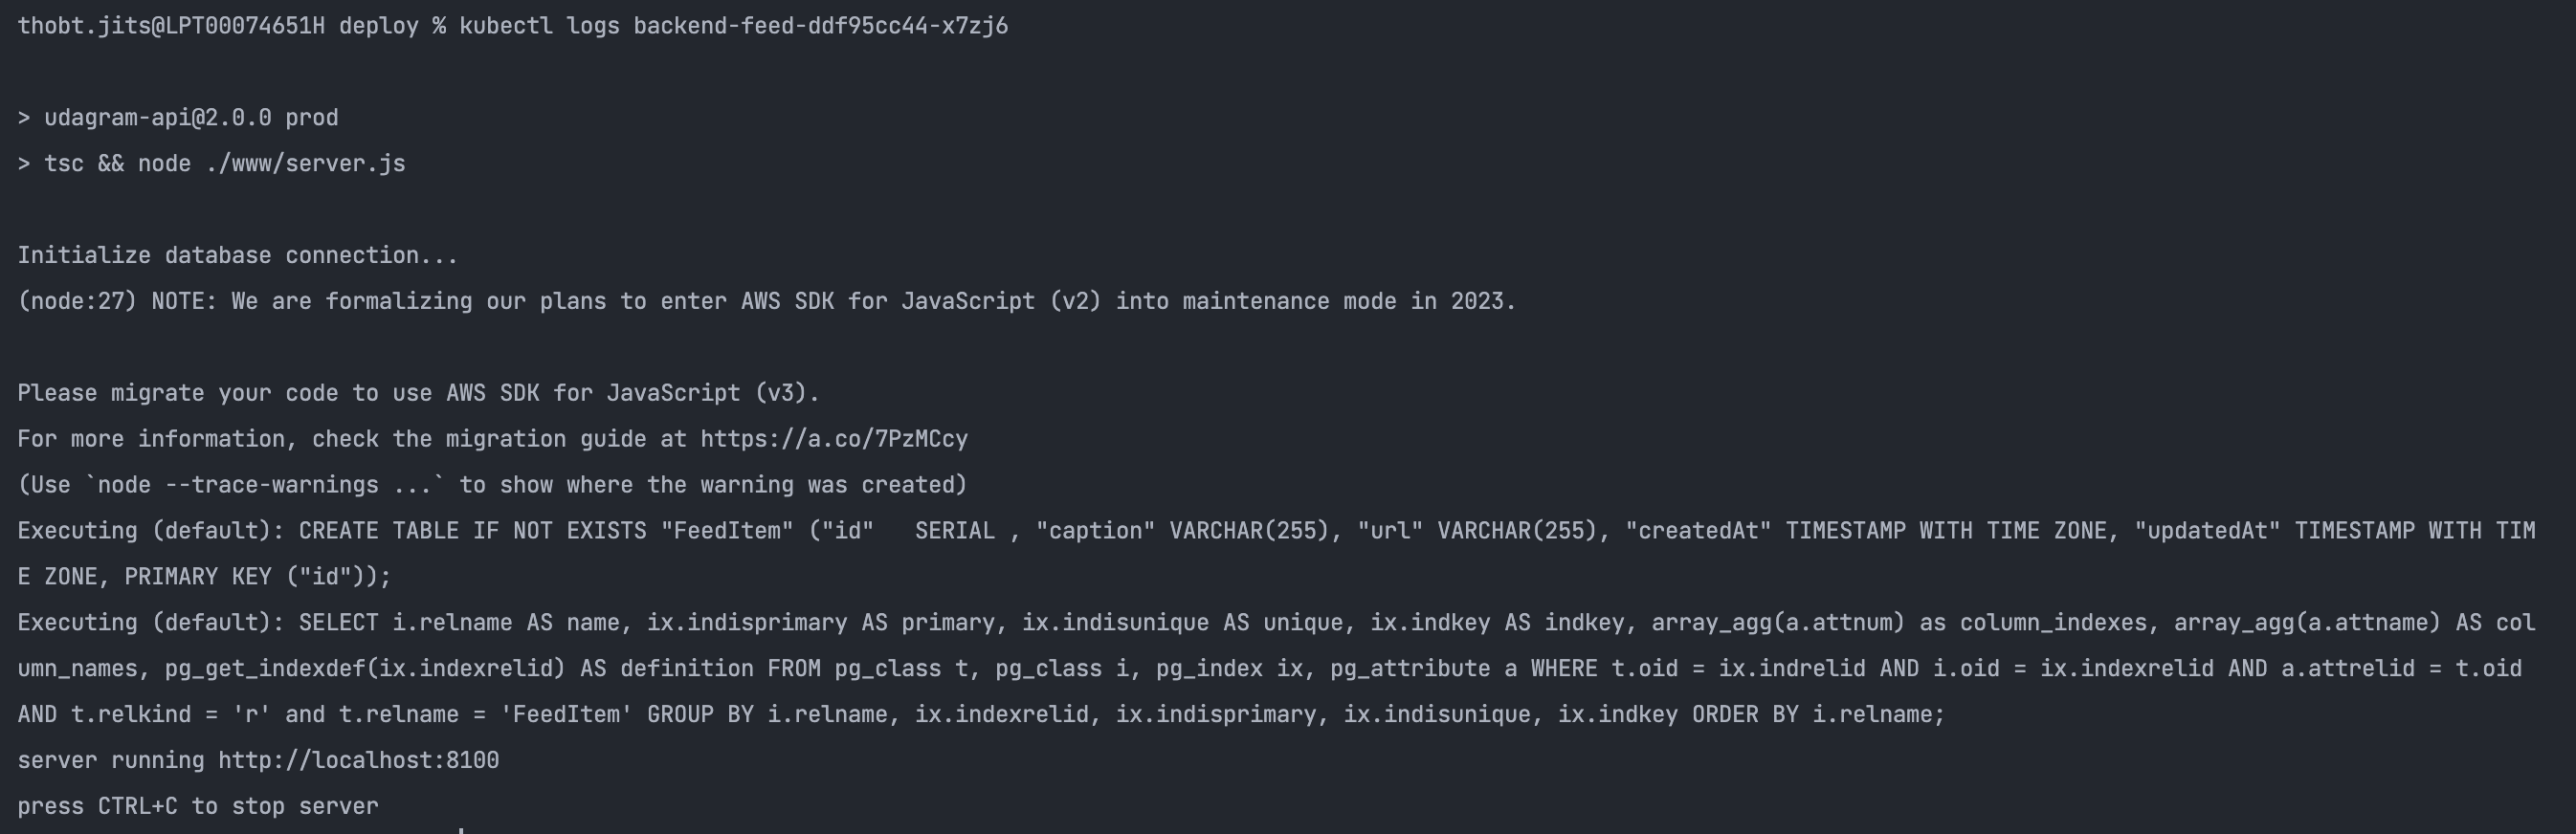 thobt.jits@LPT00074651H deploy % kubectl logs backend-feed-ddf95cc44-x7zj6
> udagram-api@2.0.0 prod
> tsc && node ./www/server.js
Initialize database connection...
(node:27) NOTE: We are formalizing our plans to enter AWS SDK for JavaScript (v2) into maintenance mode in 2023.
Please migrate your code to use AWS SDK for JavaScript (v3).
For more information, check the migration guide at https://a.co/7PzMCcy
(Use `node --trace-warnings ...` to show where the warning was created)
Executing (default): CREATE TABLE IF NOT EXISTS "FeedItem" ("id"   SERIAL , "caption" VARCHAR(255), "url" VARCHAR(255), "createdAt" TIMESTAMP WITH TIME ZONE, "updatedAt" TIMESTAMP WITH TIM
E ZONE, PRIMARY KEY ("id"));
Executing (default): SELECT i.relname AS name, ix.indisprimary AS primary, ix.indisunique AS unique, ix.indkey AS indkey, array_agg(a.attnum) as column_indexes, array_agg(a.attname) AS col
umn_names, pg_get_indexdef(ix.indexrelid) AS definition FROM pg_class t, pg_class i, pg_index ix, pg_attribute a WHERE t.oid = ix.indrelid AND i.oid = ix.indexrelid AND a.attrelid = t.oid
AND t.relkind = 'r' and t.relname = 'FeedItem' GROUP BY i.relname, ix.indexrelid, ix.indisprimary, ix.indisunique, ix.indkey ORDER BY i.relname;
server running http://localhost:8100
press CTRL+C to stop server